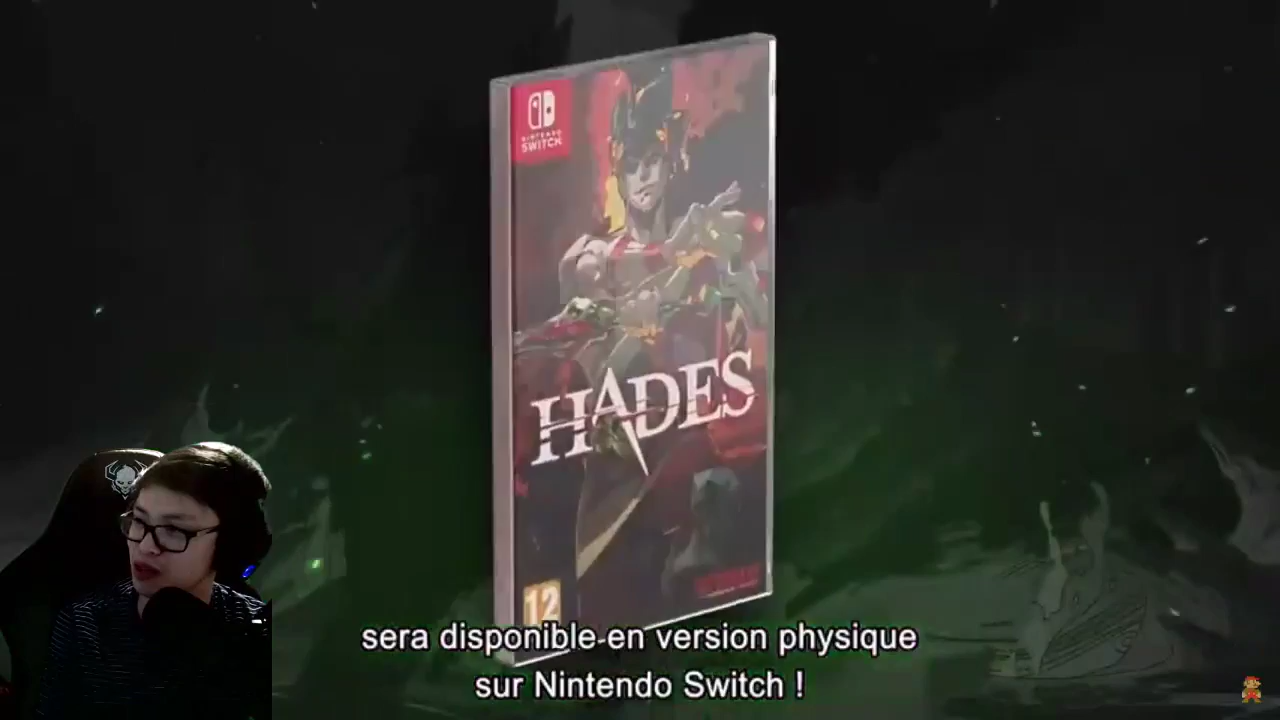 NINTENDO
SWITCH
HADES
12
sera disponible en version physique
sur Nintendo Switch !